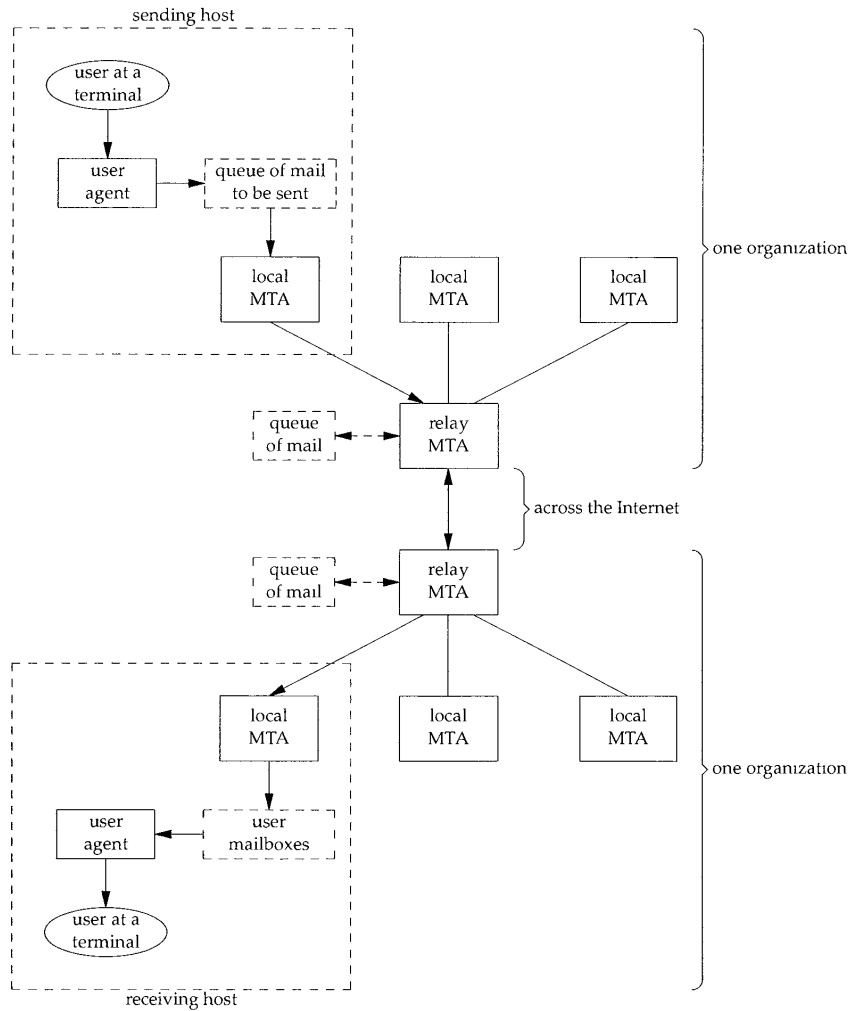 sending host
user at a
terminal
user
agent
queue of mail
to be sent
local
MTA
local
MTA
local
MTA
one organization
queue
of mail
relay
MTA
across the Internet
queue
of mail
relay
MTA
local
MTA
local
MTA
local
MTA
one organization
user
agent
user
mailboxes
user at a
terminal
receiving host